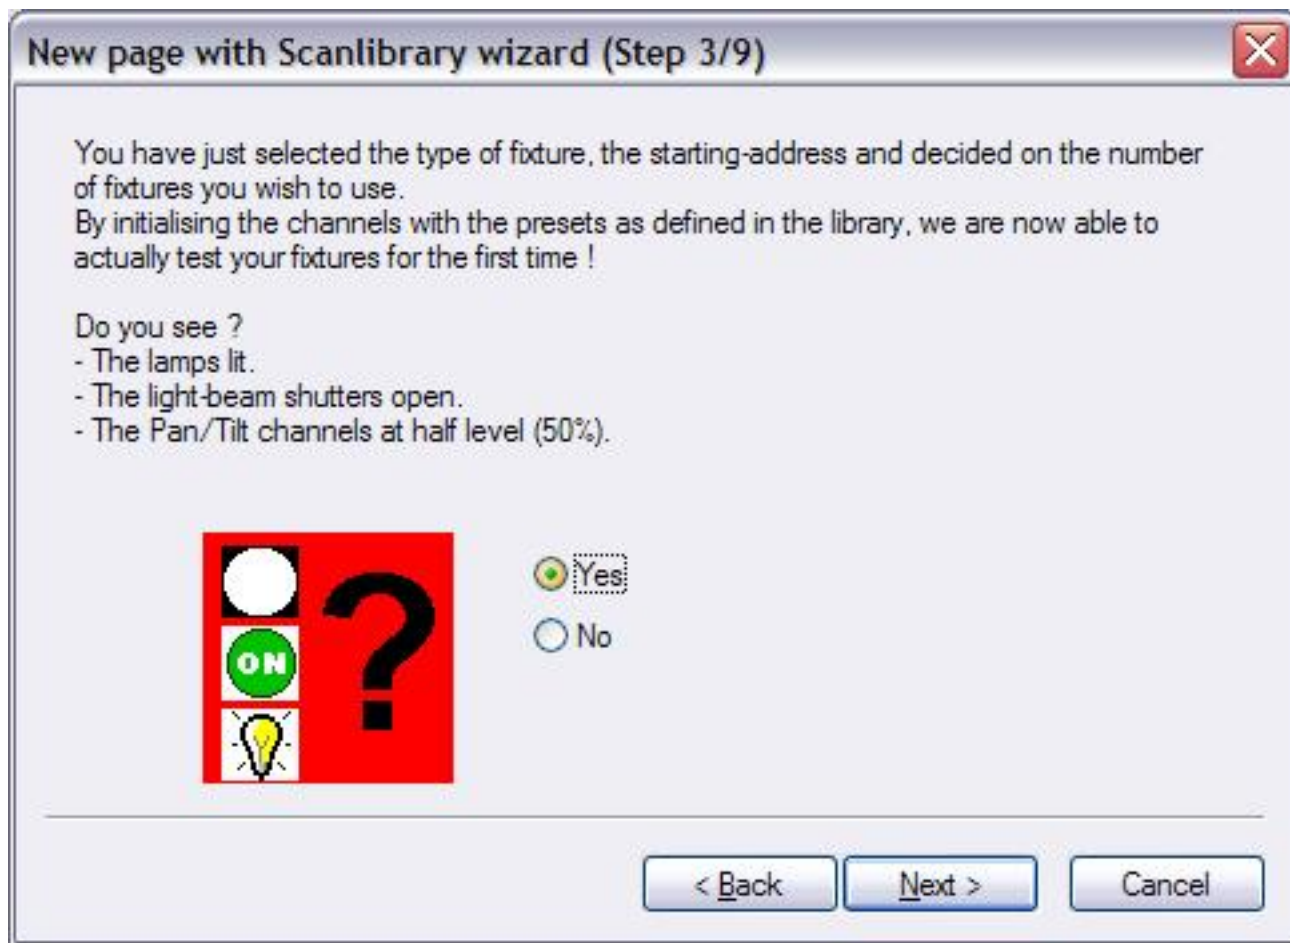 New page with Scanlibrary wizard (Step 3/9)
You have just selected the type of fixture, the starting-address and decided on the number
of fixtures you wish to use.
By initialising the channels with the presets as defined in the library, we are now able to
actually test your fixtures for the first time !
Do you see ?
- The lamps lit.
- The light-beam shutters open.
- The Pan/Tilt channels at half level (50%).
?
ON
Yes
No
< Back
Next >
Cancel